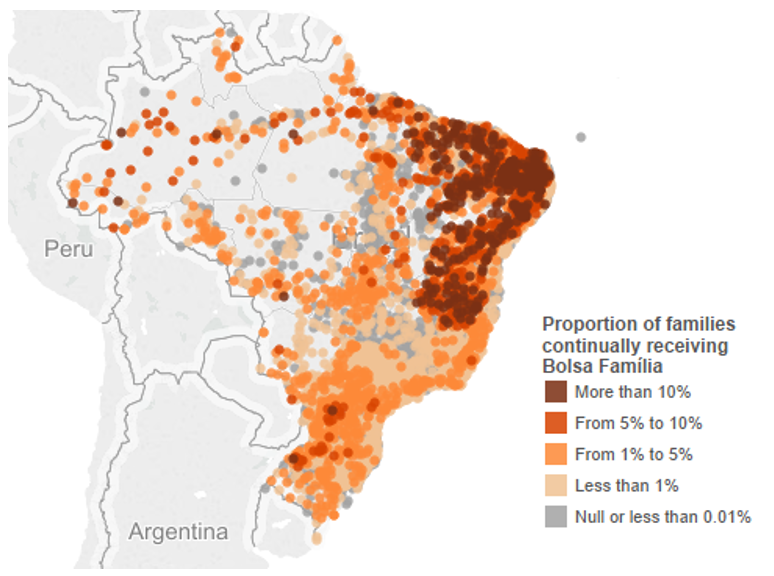 Peru
Brazil
Argentina
Proportion of families
continually receiving
Bolsa Família
More than 10%
From 5% to 10%
From 1% to 5%
Less than 1%
Null or less than 0.01%